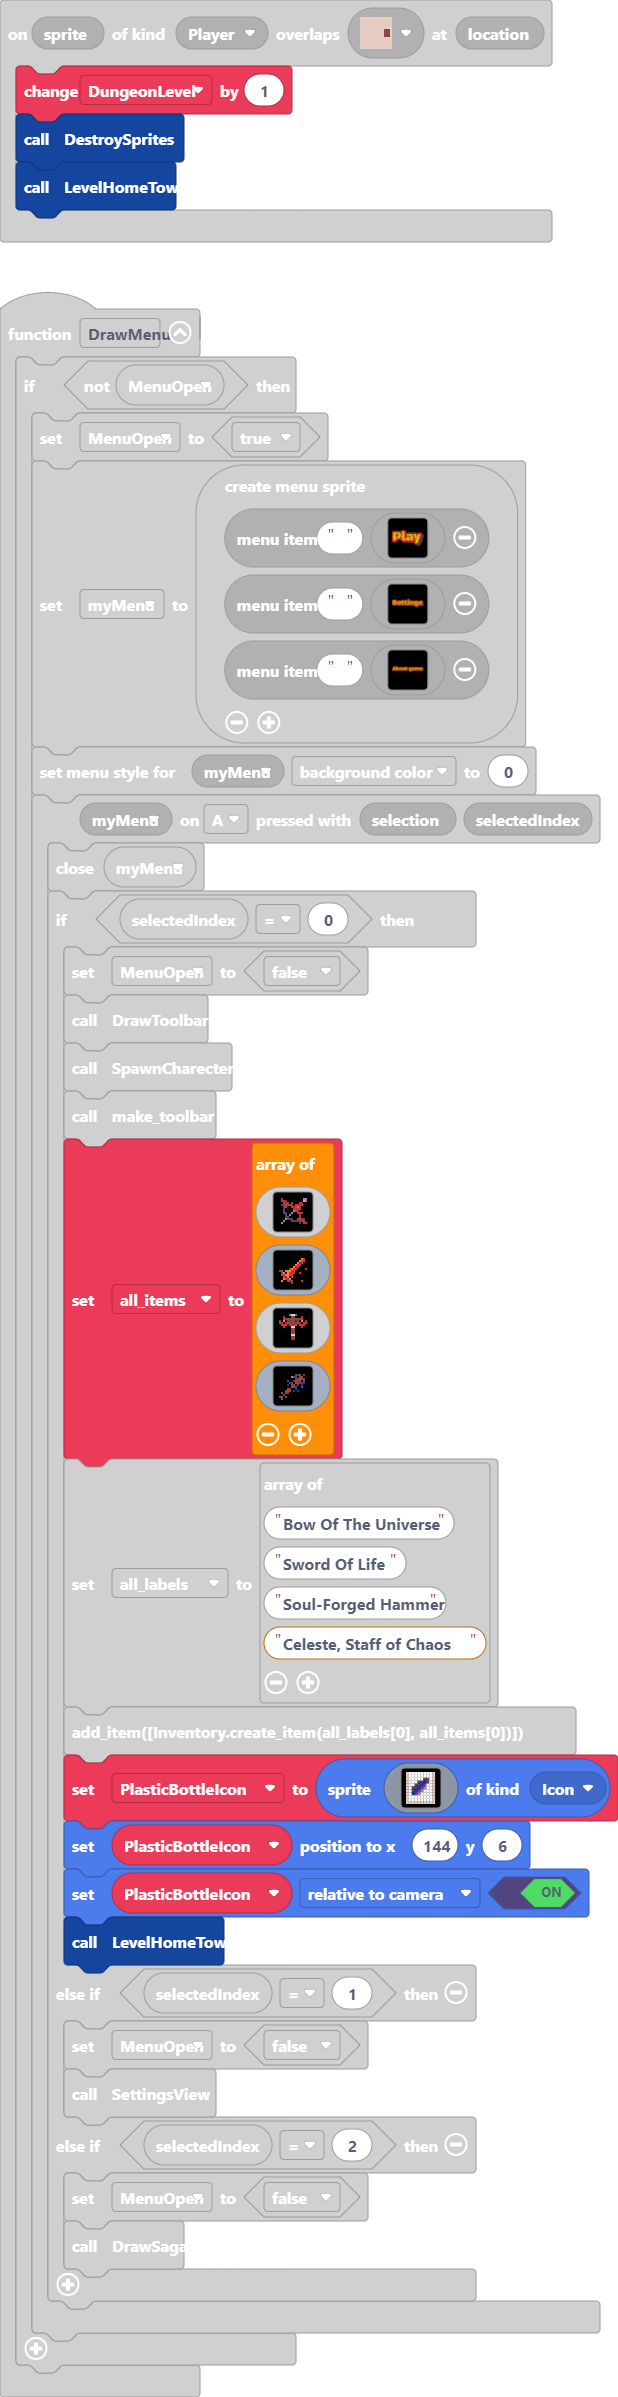 on sprite of kind Player overlaps at location
change DungeonLevel by 1
call DestroySprites
call LevelHomeTow
function DrawMenu
if not MenuOpen then
set MenuOpen to true
create menu sprite
menu item " " Play
set myMenu to
menu item " " Settings
menu item " " About game
set menu style for myMenu background color to 0
myMenu on A pressed with selection selectedIndex
close myMenu
if selectedIndex = 0 then
set MenuOpen to false
call DrawToolbar
call SpawnCharecter
call make_toolbar
array of
set all_items to
array of
"Bow Of The Universe"
"Sword Of Life"
set all_labels to
"Soul-Forged Hammer"
"Celeste, Staff of Chaos"
add_item([Inventory.create_item(all_labels[0], all_items[0])])
set PlasticBottleIcon to sprite of kind Icon
set PlasticBottleIcon position to x 144 y 6
set PlasticBottleIcon relative to camera ON
call LevelHomeTow
else if selectedIndex = 1 then
set MenuOpen to false
call SettingsView
else if selectedIndex = 2 then
set MenuOpen to false
call DrawSaga